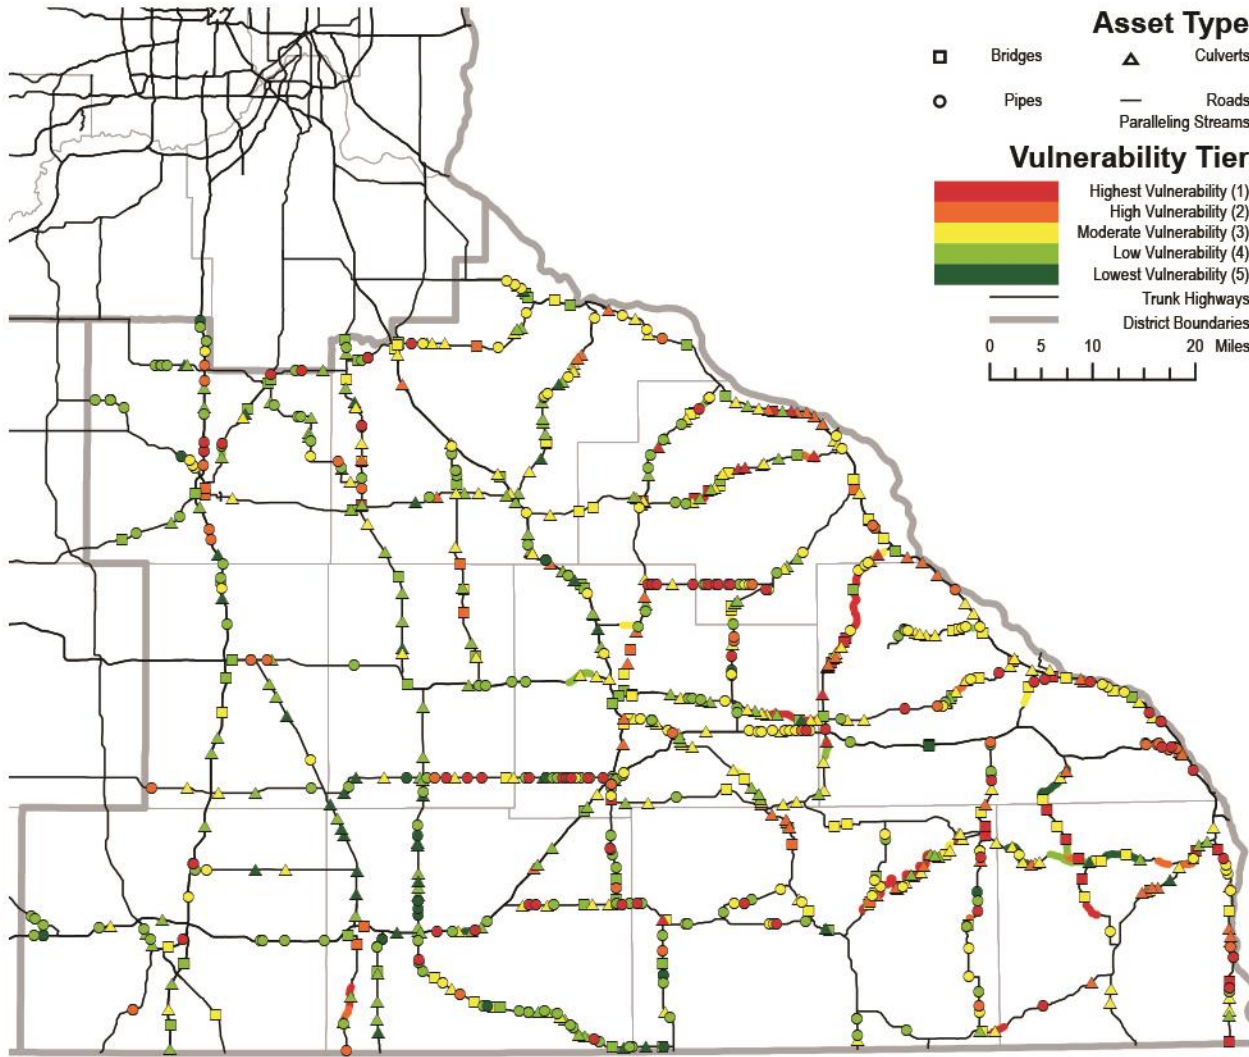 Asset Type
Bridges Culverts
Pipes Roads
Paralleling Streams
Vulnerability Tier
Highest Vulnerability (1)
High Vulnerability (2)
Moderate Vulnerability (3)
Low Vulnerability (4)
Lowest Vulnerability (5)
Trunk Highways
District Boundaries
0 5 10 20 Miles